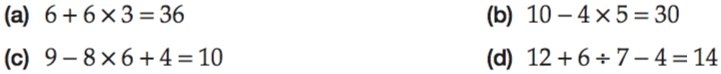 (a) 6 + 6 × 3 = 36 (b) 10 – 4 × 5 = 30
(c) 9 – 8 × 6 + 4 = 10 (d) 12 + 6 ÷ 7 – 4 = 14